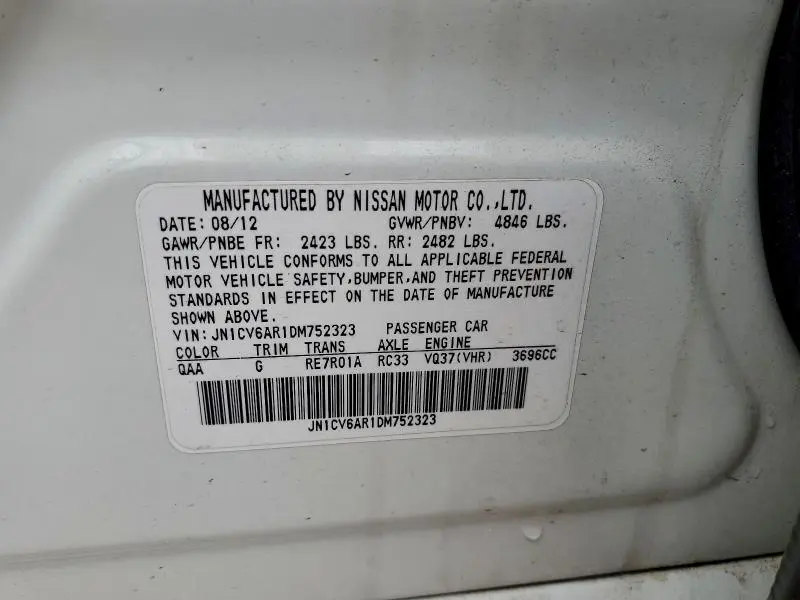 MANUFACTURED BY NISSAN MOTOR CO.,LTD.
DATE: 08/12 GVWR/PNBV: 4846 LBS.
GAWR/PNBE FR: 2423 LBS. RR: 2482 LBS.
THIS VEHICLE CONFORMS TO ALL APPLICABLE FEDERAL
MOTOR VEHICLE SAFETY,BUMPER,AND THEFT PREVENTION
STANDARDS IN EFFECT ON THE DATE OF MANUFACTURE
SHOWN ABOVE.
VIN: JN1CV6AR1DM752323 PASSENGER CAR
COLOR TRIM TRANS AXLE ENGINE
QAA G RE7R01A RC33 VQ37(VHR) 3696CC
JN1CV6AR1DM752323